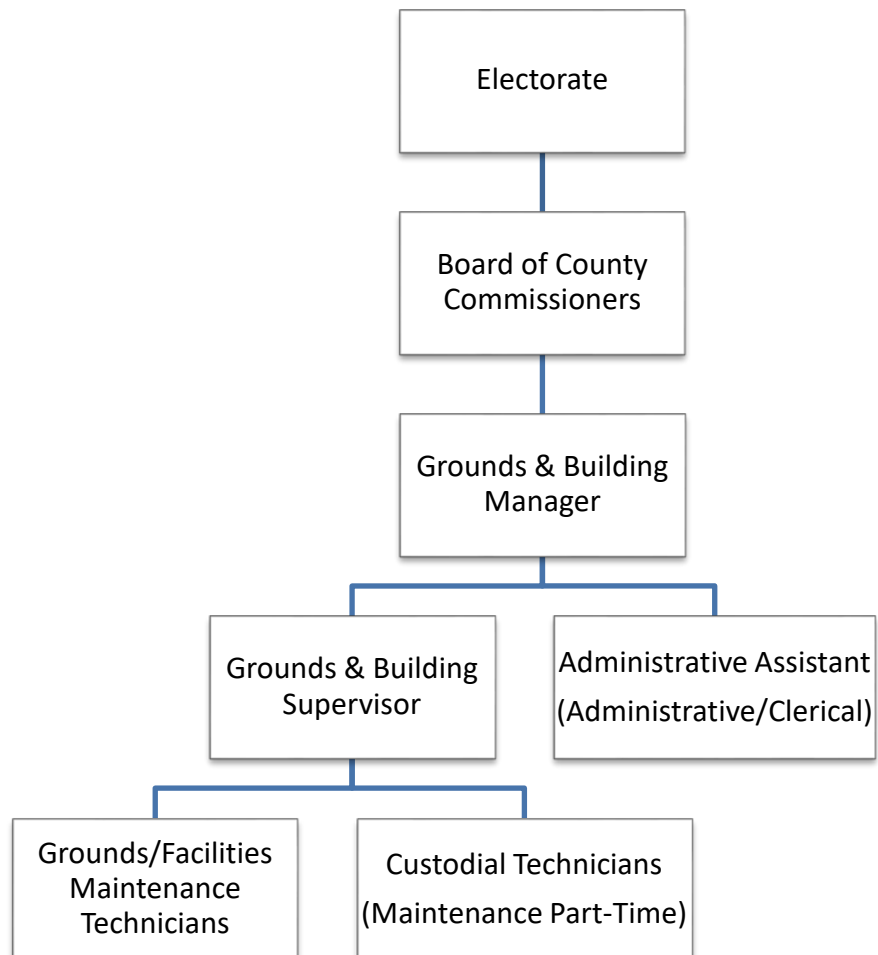 Electorate
Board of County
Commissioners
Grounds & Building
Manager
Grounds & Building
Supervisor
Administrative Assistant
(Administrative/Clerical)
Grounds/Facilities
Maintenance
Technicians
Custodial Technicians
(Maintenance Part-Time)